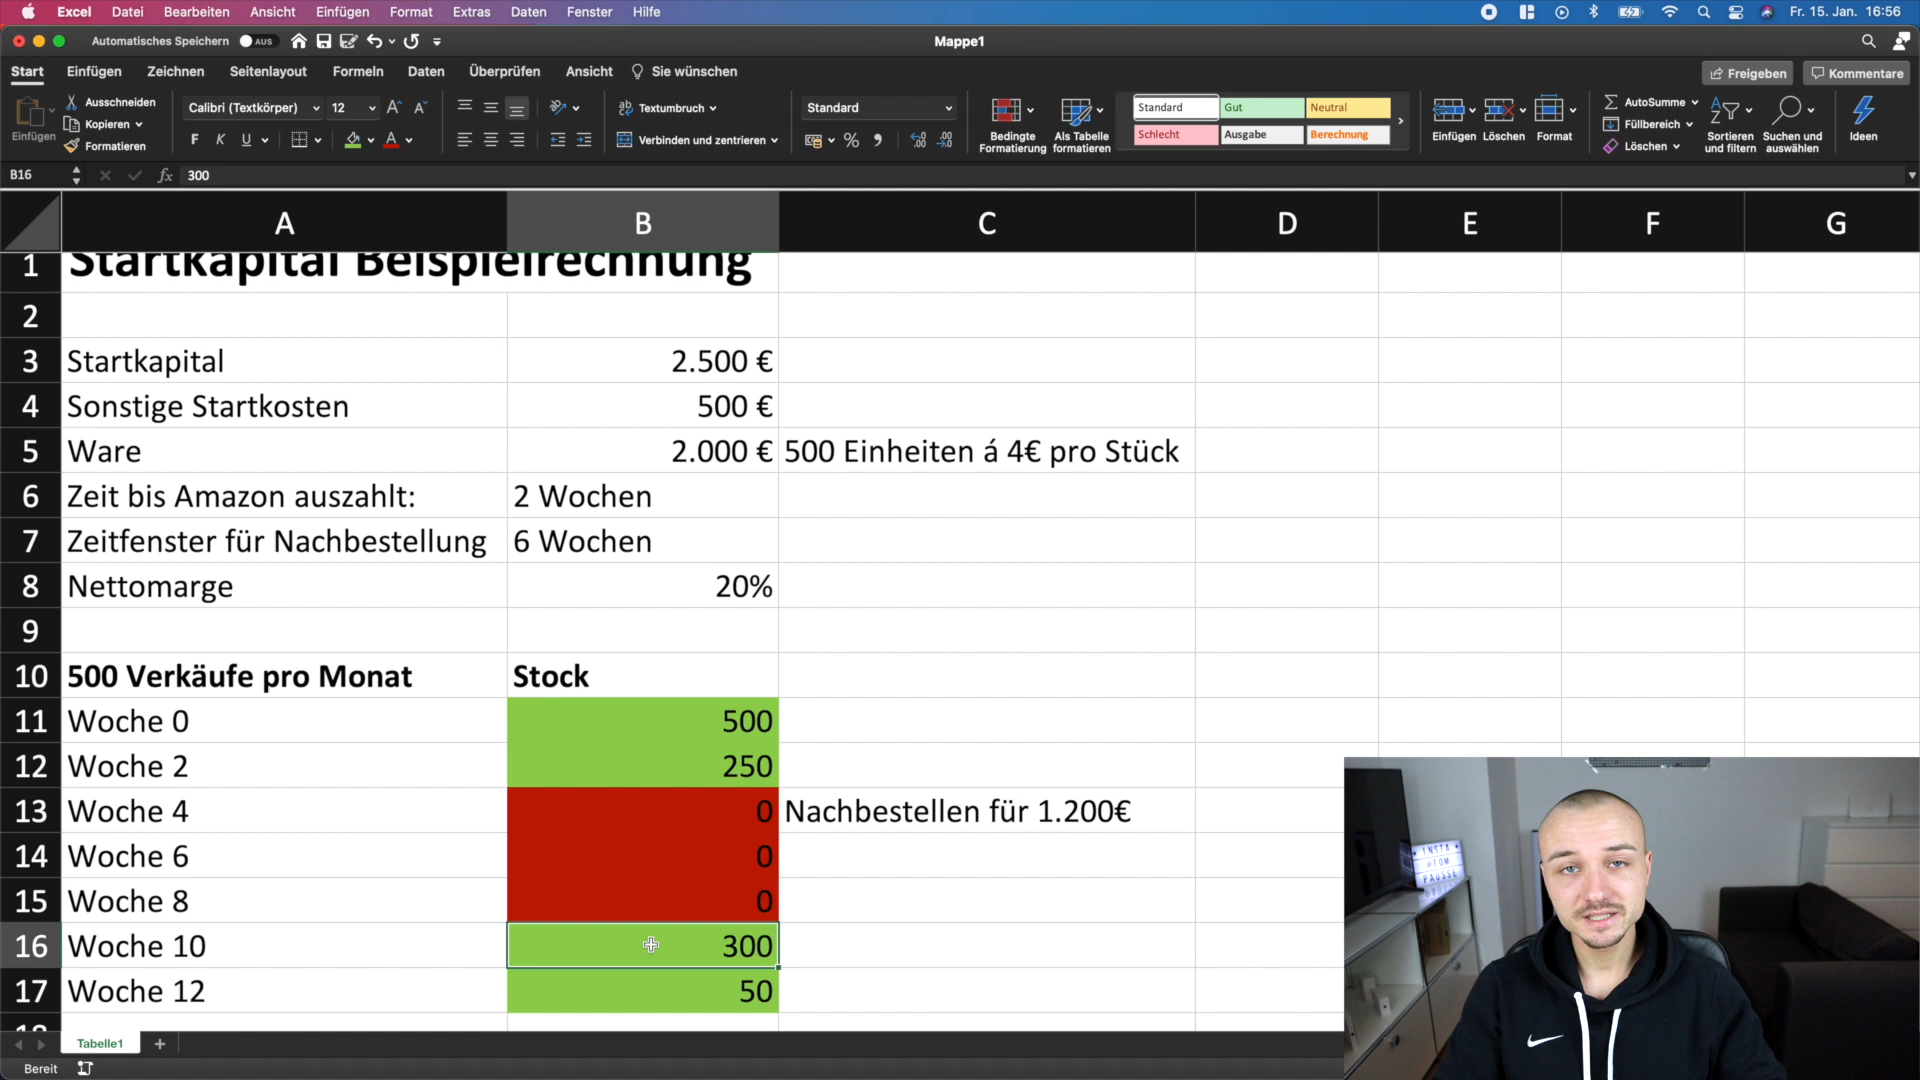 Excel Datei Bearbeiten Ansicht Einfügen Format Extras Daten Fenster Hilfe Fr. 15. Jan. 16:56
Automatisches Speichern AUS Mappe1
Start Einfügen Zeichnen Seitenlayout Formeln Daten Überprüfen Ansicht Sie wünschen Freigeben Kommentare
Einfügen
Ausschneiden
Kopieren
Formatieren
Calibri (Textkörper) 12
F K U
Textumbruch
Verbinden und zentrieren
Standard
Bedingte Formatierung
Als Tabelle formatieren
Standard Gut Neutral
Schlecht Ausgabe Berechnung
Einfügen Löschen Format
AutoSumme
Füllbereich
Löschen
Sortieren und filtern
Suchen und auswählen
Ideen
B16 fx 300
A B C D E F G
1 Startkapital Beispielrechnung
2
3 Startkapital 2.500 €
4 Sonstige Startkosten 500 €
5 Ware 2.000 € 500 Einheiten á 4€ pro Stück
6 Zeit bis Amazon auszahlt: 2 Wochen
7 Zeitfenster für Nachbestellung 6 Wochen
8 Nettomarge 20%
9
10 500 Verkäufe pro Monat Stock
11 Woche 0 500
12 Woche 2 250
13 Woche 4 0 Nachbestellen für 1.200€
14 Woche 6 0
15 Woche 8 0
16 Woche 10 300
17 Woche 12 50
18
INSTA
@TOM
PAUSSE
Tabelle1 +
Bereit